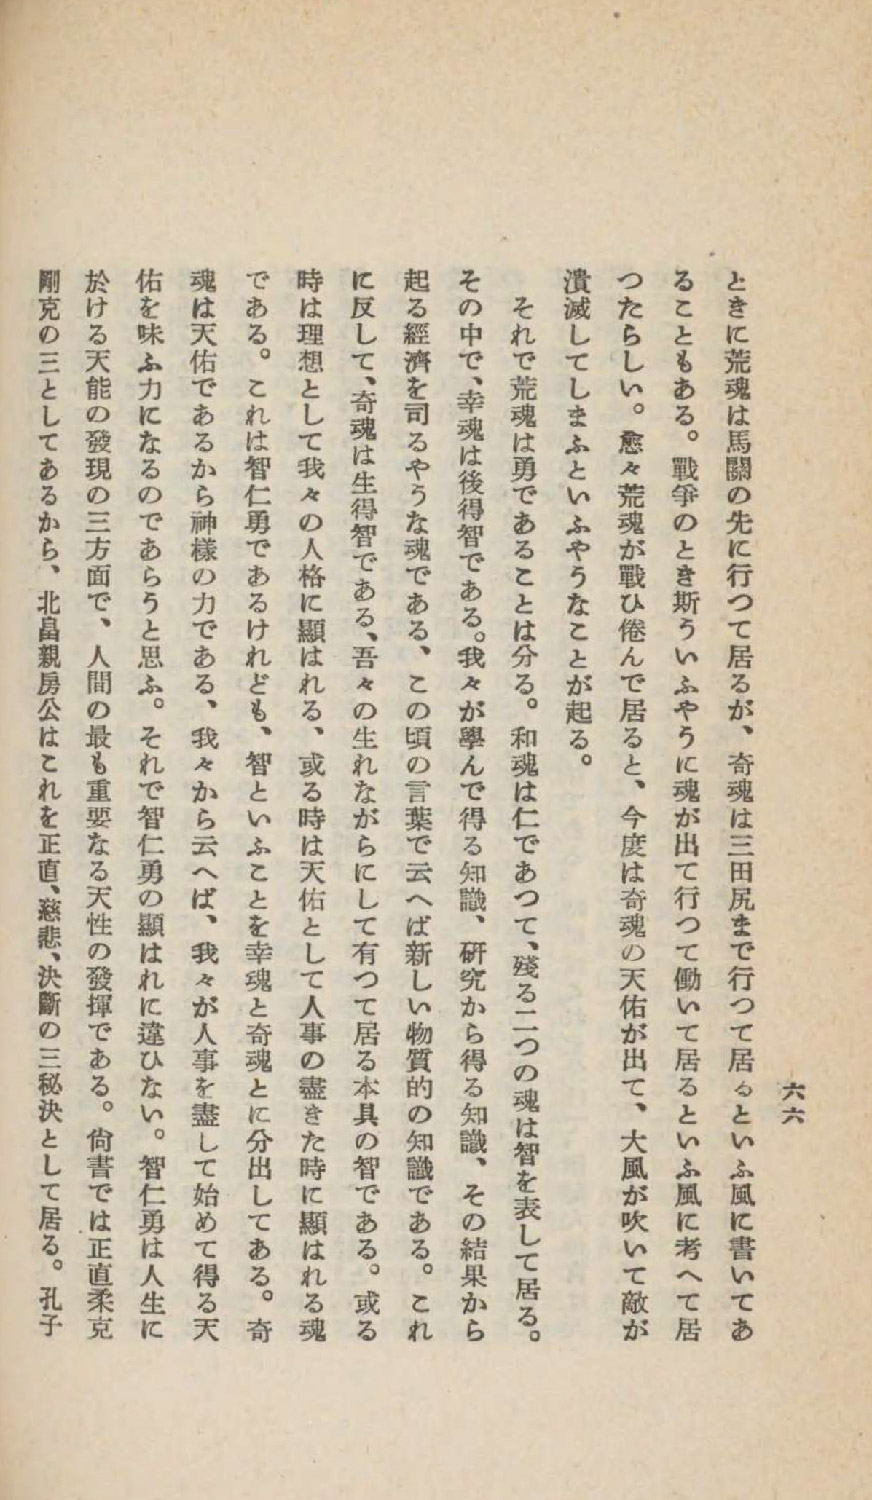 六六
ときに荒魂は馬關の先に行つて居るが、奇魂は三田尻まで行つて居るといふ風に書いてあ
ることもある。戰爭のとき斯ういふやうに魂が出て行つて働いて居るといふ風に考へて居
つたらしい。愈々荒魂が戰ひ倦んで居ると、今度は奇魂の天佑が出て、大風が吹いて敵が
潰滅してしまふといふやうなことが起る。
それで荒魂は勇であることは分る。和魂は仁であつて、殘る二つの魂は智を表して居る。
その中で、幸魂は後得智である。我々が學んで得る知識、研究から得る知識、その結果から
起る經濟を司るやうな魂である、この頃の言葉で云へば新しい物質的の知識である。これ
に反して、奇魂は生得智である、吾々の生れながらにして有つて居る本具の智である。或る
時は理想として我々の人格に顯はれる、或る時は天佑として人事の盡きた時に顯はれる魂
である。これは智仁勇であるけれども、智といふことを幸魂と奇魂とに分出してある。奇
魂は天佑であるから神樣の力である、我々から云へば、我々が人事を盡して始めて得る天
佑を味ふ力になるのであらうと思ふ。それで智仁勇の顯はれに違ひない。智仁勇は人生に
於ける天能の發現の三方面で、人間の最も重要なる天性の發揮である。尙書では正直柔克
剛克の三としてあるから、北畠親房公はこれを正直、慈悲、決斷の三秘決として居る。孔子